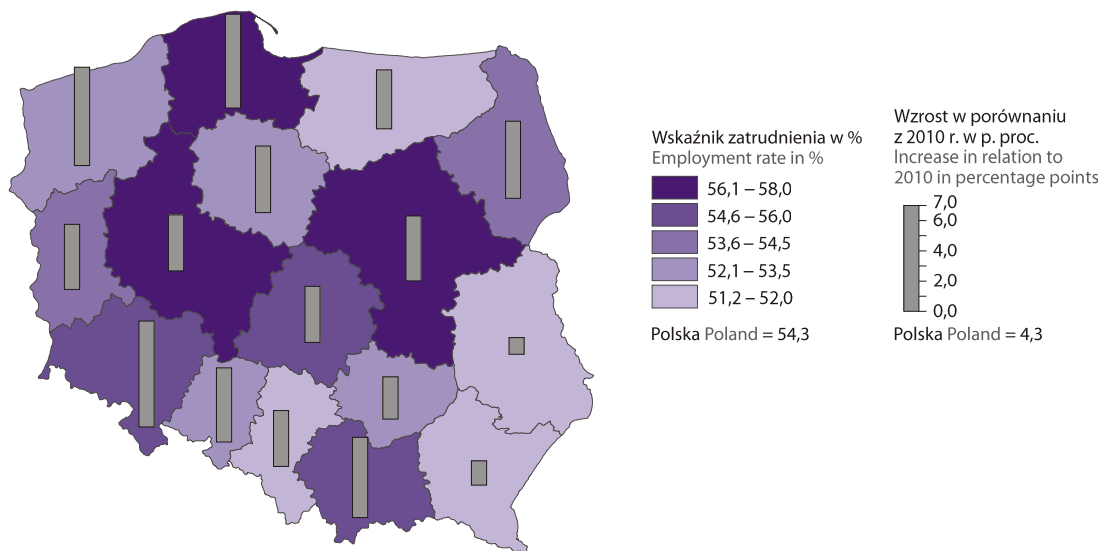 Wskaźnik zatrudnienia w %
Employment rate in %
56,1 – 58,0
54,6 – 56,0
53,6 – 54,5
52,1 – 53,5
51,2 – 52,0
Polska Poland = 54,3
Wzrost w porównaniu
z 2010 r. w p. proc.
Increase in relation to
2010 in percentage points
7,0
6,0
4,0
2,0
0,0
Polska Poland = 4,3